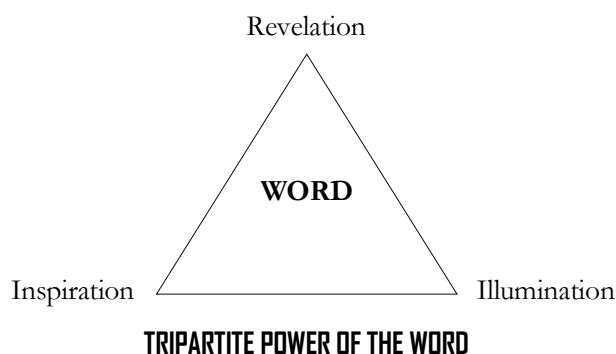 Revelation
WORD
Inspiration
Illumination
TRIPARTITE POWER OF THE WORD